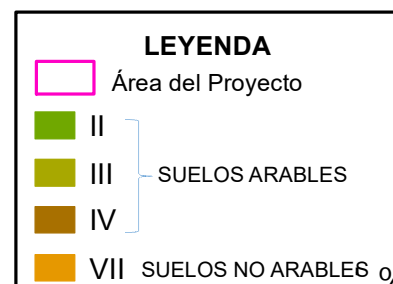 LEYENDA
Área del Proyecto
II
III SUELOS ARABLES
IV
VII SUELOS NO ARABLES